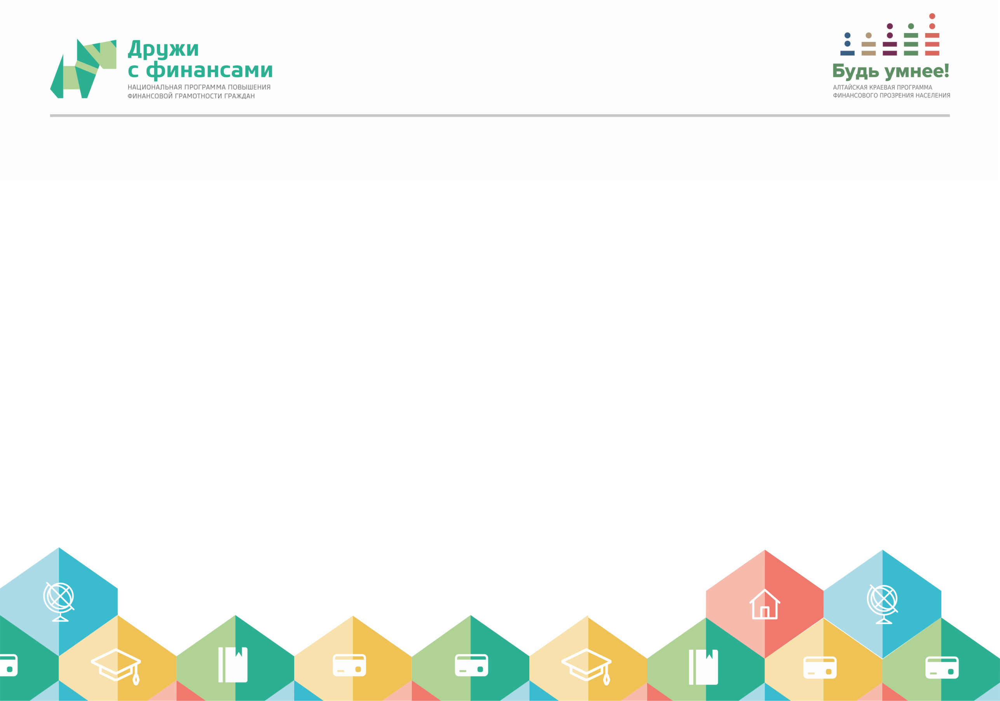 Дружи
с финансами
НАЦИОНАЛЬНАЯ ПРОГРАММА ПОВЫШЕНИЯ
ФИНАНСОВОЙ ГРАМОТНОСТИ ГРАЖДАН
Будь умнее!
АЛТАЙСКАЯ КРАЕВАЯ ПРОГРАММА
ФИНАНСОВОГО ПРОЗРЕНИЯ НАСЕЛЕНИЯ